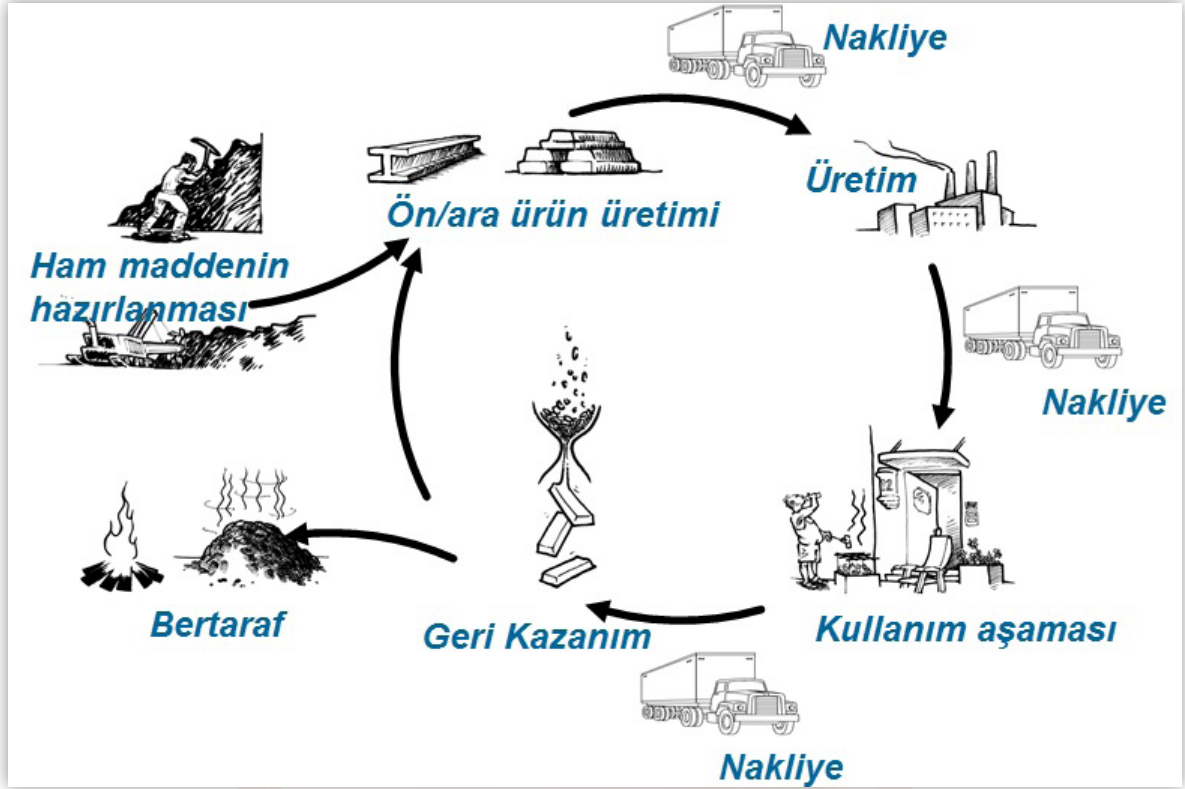 Nakliye
Üretim
Ön/ara ürün üretimi
Ham maddenin
hazırlanması
Nakliye
Bertaraf
Geri Kazanım
Kullanım aşaması
Nakliye